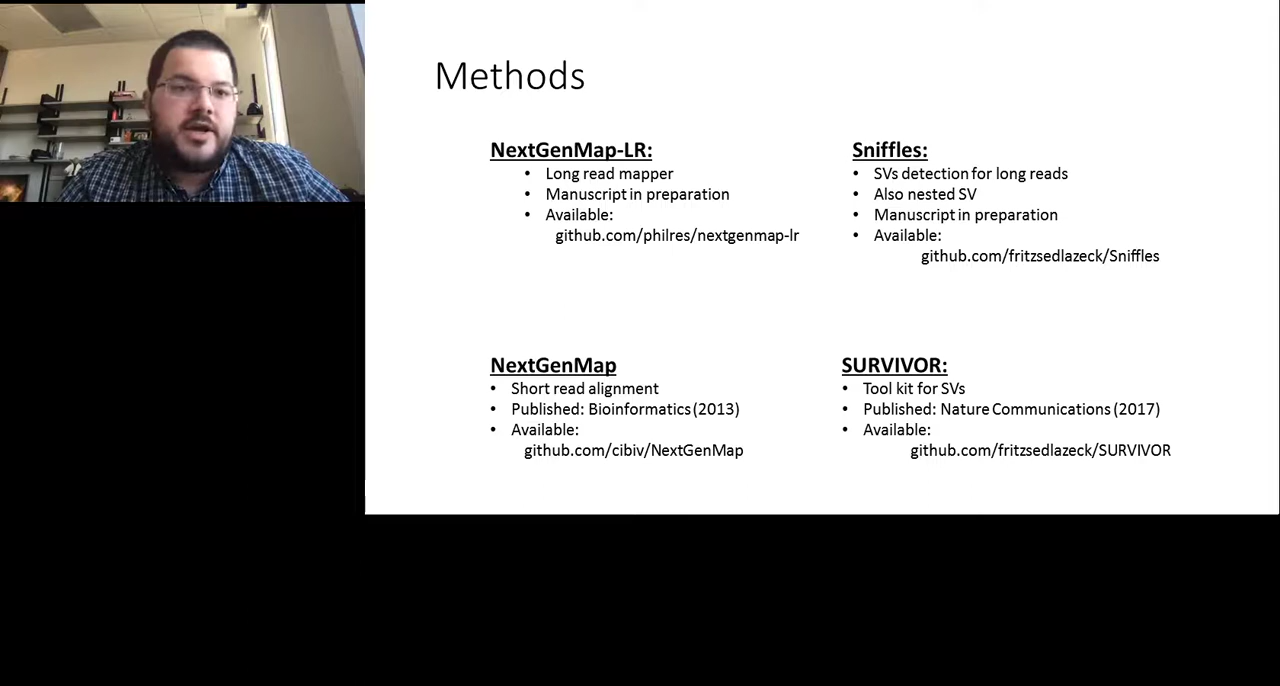 Methods
NextGenMap-LR:
• Long read mapper
• Manuscript in preparation
• Available:
github.com/philres/nextgenmap-lr
Sniffles:
• SVs detection for long reads
• Also nested SV
• Manuscript in preparation
• Available:
github.com/fritzsedlazeck/Sniffles
NextGenMap
• Short read alignment
• Published: Bioinformatics (2013)
• Available:
github.com/cibiv/NextGenMap
SURVIVOR:
• Tool kit for SVs
• Published: Nature Communications (2017)
• Available:
github.com/fritzsedlazeck/SURVIVOR